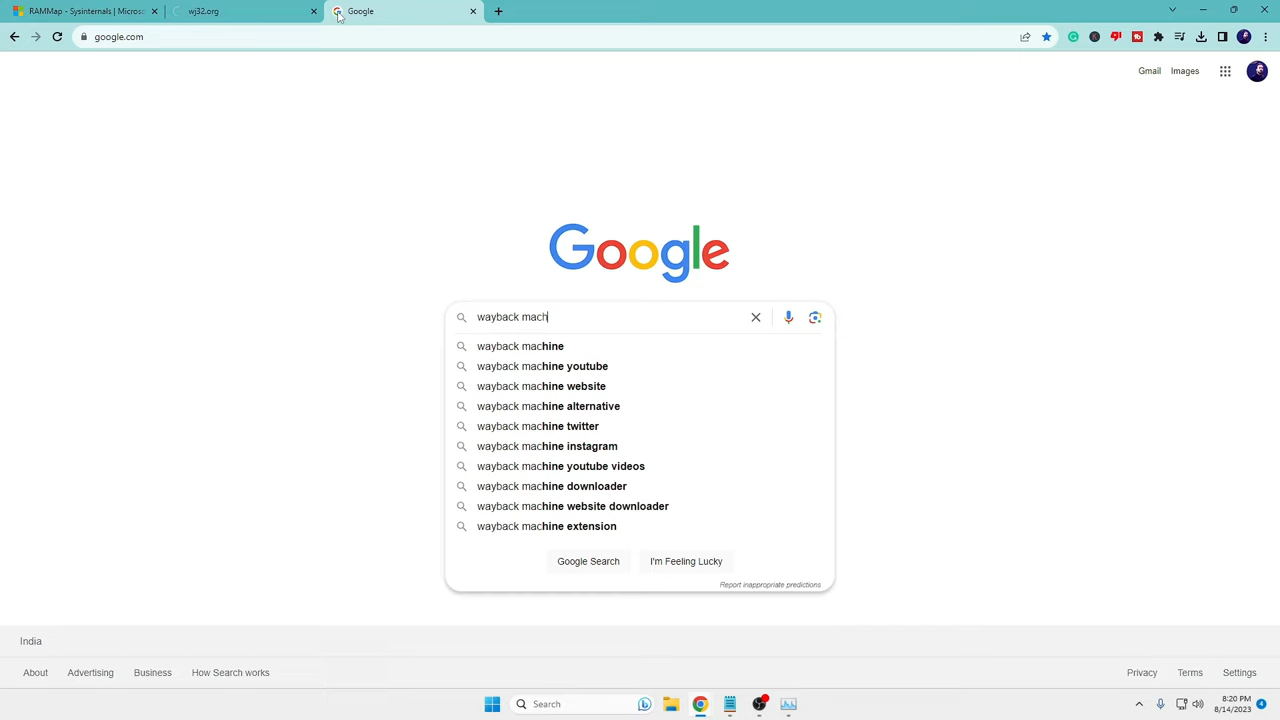 RAMMap - Sysinternals | Microso
wj32.org
Google
google.com
Gmail
Images
Google
wayback mach
wayback machine
wayback machine youtube
wayback machine website
wayback machine alternative
wayback machine twitter
wayback machine instagram
wayback machine youtube videos
wayback machine downloader
wayback machine website downloader
wayback machine extension
Google Search
I'm Feeling Lucky
Report inappropriate predictions
India
About
Advertising
Business
How Search works
Privacy
Terms
Settings
Search
8:20 PM
8/14/2023